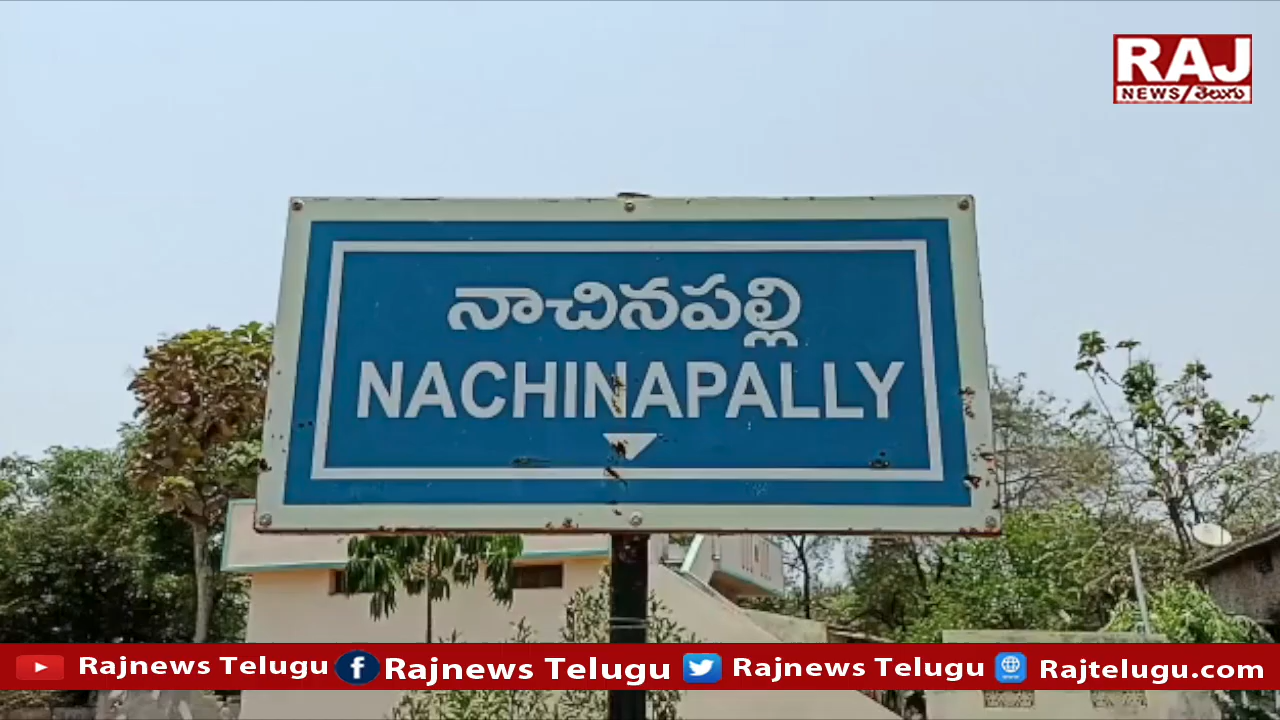 RAJ
NEWS/తెలుగు
నాచినపల్లి
NACHINAPALLY
Rajnews Telugu Rajnews Telugu Rajnews Telugu Rajtelugu.com